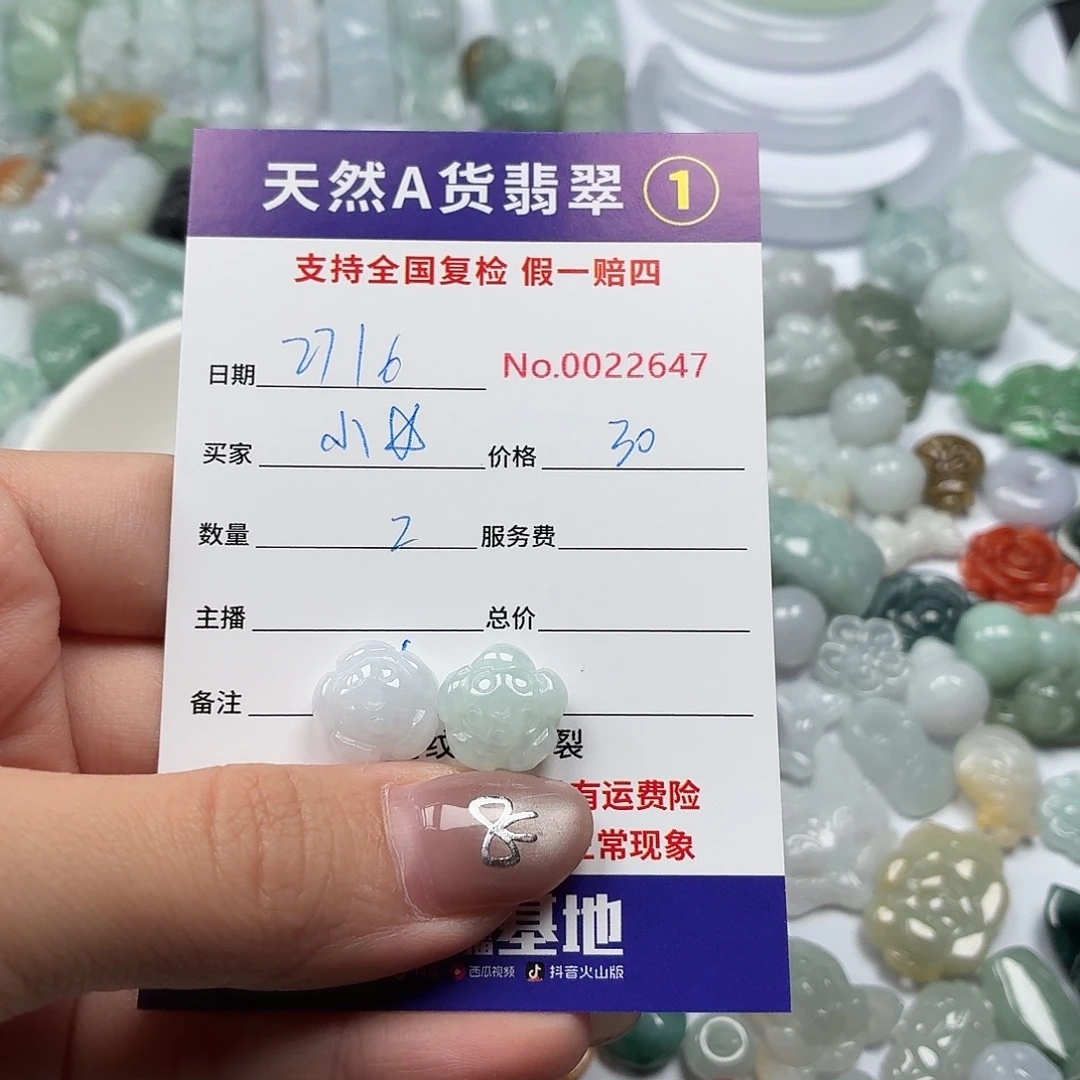 天然A货翡翠 1
支持全国复检 假一赔四
日期 27/6 No.0022647
买家 小 价格 30
数量 2 服务费
主播 总价
备注
纹 裂
有运费险
常现象
基地
西瓜视频 抖音火山版